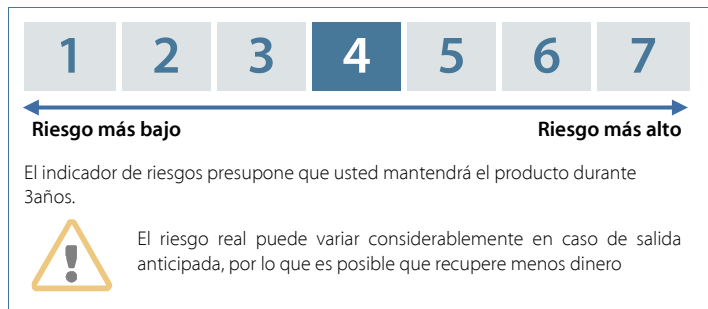 1 2 3 4 5 6 7
Riesgo más bajo Riesgo más alto
El indicador de riesgos presupone que usted mantendrá el producto durante
3años.
!
El riesgo real puede variar considerablemente en caso de salida
anticipada, por lo que es posible que recupere menos dinero